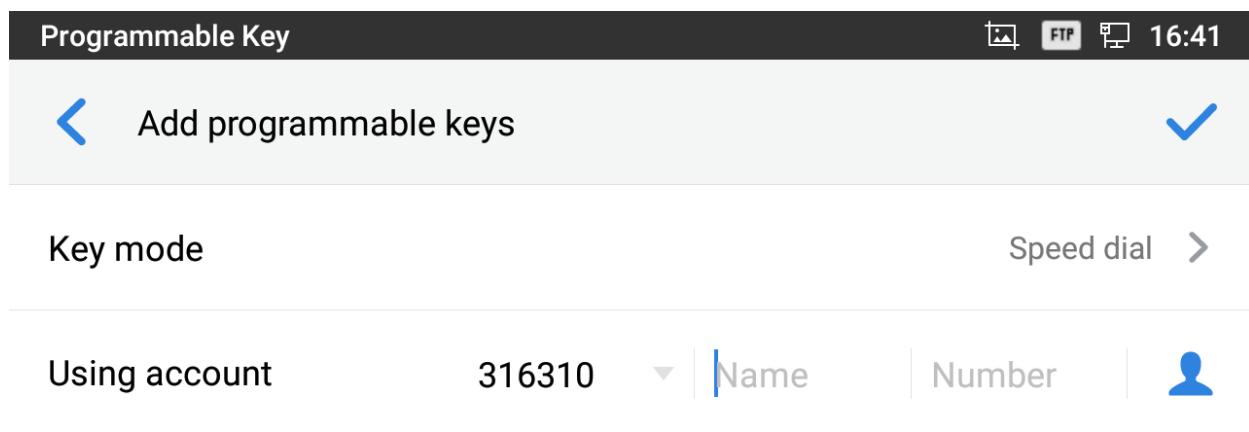 Programmable Key FTP 16:41
Add programmable keys
Key mode Speed dial
Using account 316310 Name Number